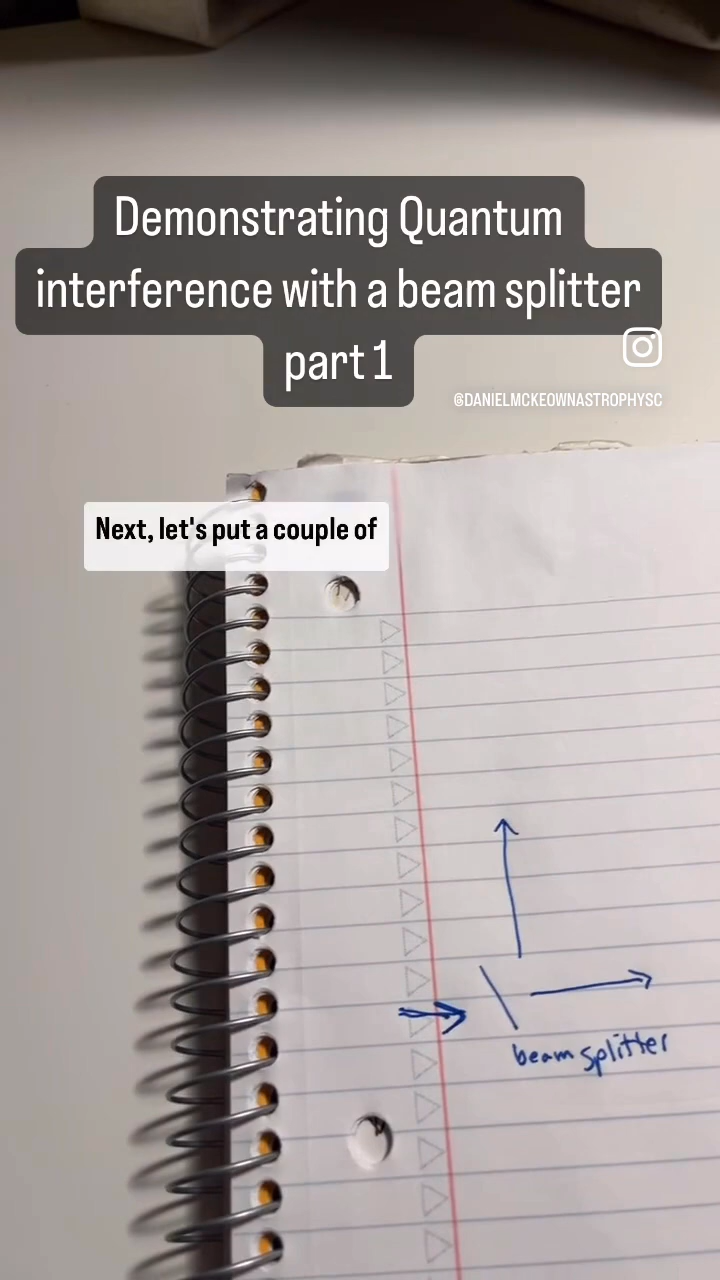 Demonstrating Quantum
interference with a beam splitter
part 1
@DANIELMCKEOWNASTROPHYSC
Next, let's put a couple of
beam splitter